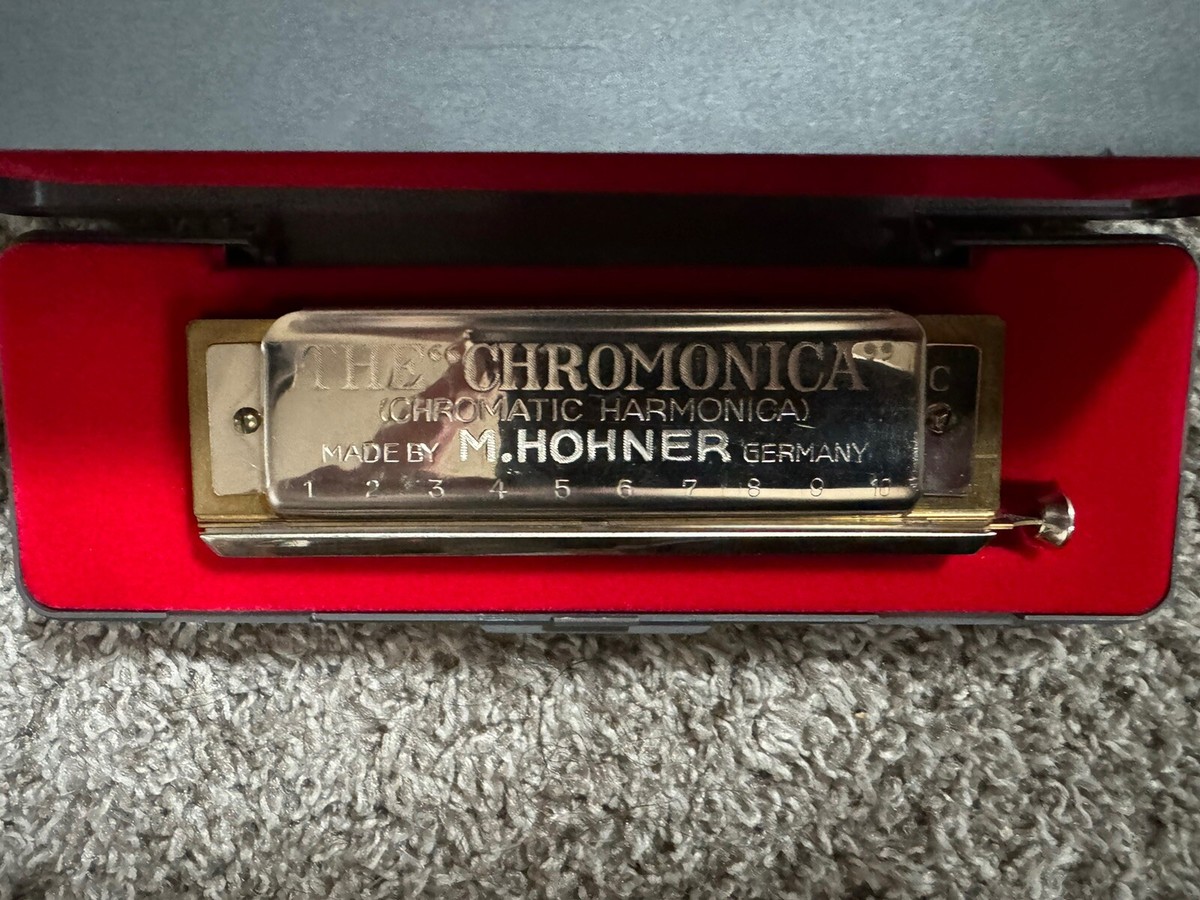 THE “CHROMONICA”
(CHROMATIC HARMONICA)
MADE BY M.HOHNER GERMANY
1 2 3 4 5 6 7 8 9 10
C